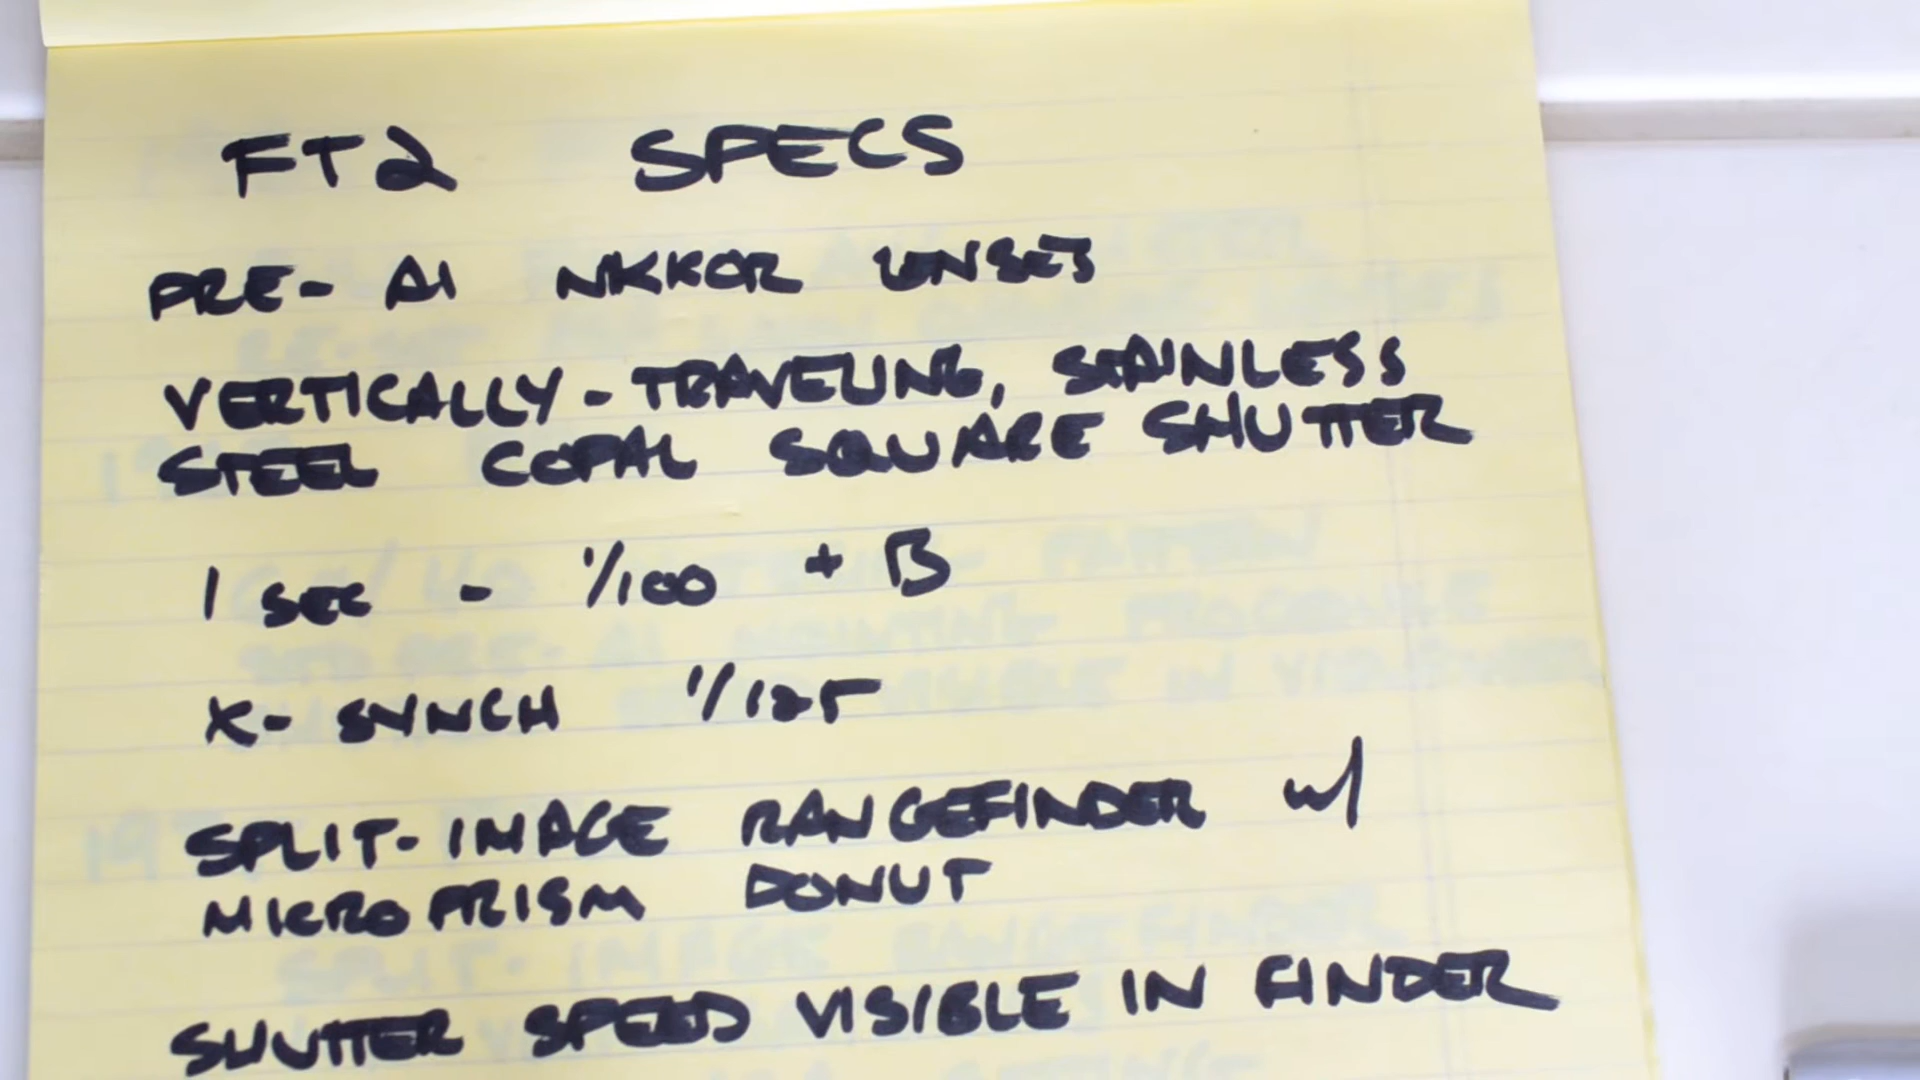 FT2 SPECS
PRE- AI NIKKOR LENSES
VERTICALLY-TRAVELING, STAINLESS
STEEL COPAL SQUARE SHUTTER
1 SEC - 1/100 + B
X- SYNCH 1/125
SPLIT-IMAGE RANGEFINDER w/
MICROPRISM DONUT
SHUTTER SPEED VISIBLE IN FINDER